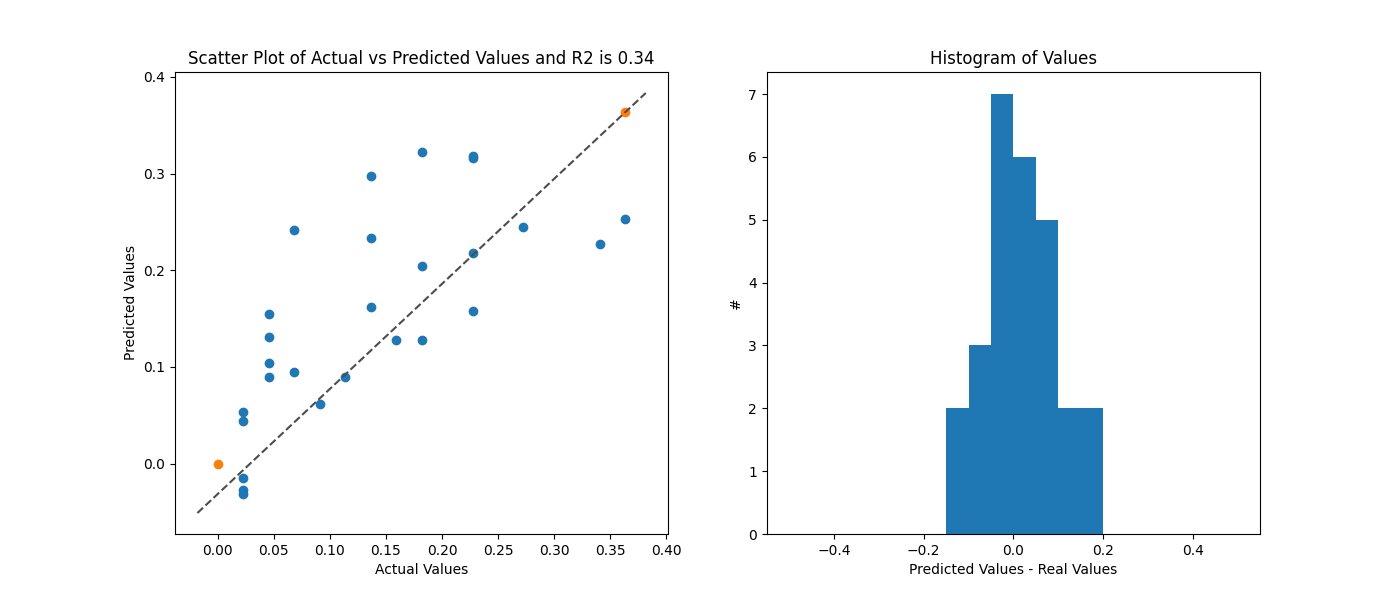 Scatter Plot of Actual vs Predicted Values and R2 is 0.34
0.4
0.3
0.2
0.1
0.0
Predicted Values
0.00 0.05 0.10 0.15 0.20 0.25 0.30 0.35 0.40
Actual Values
Histogram of Values
7
6
5
4
3
2
1
0
#
−0.4 −0.2 0.0 0.2 0.4
Predicted Values - Real Values